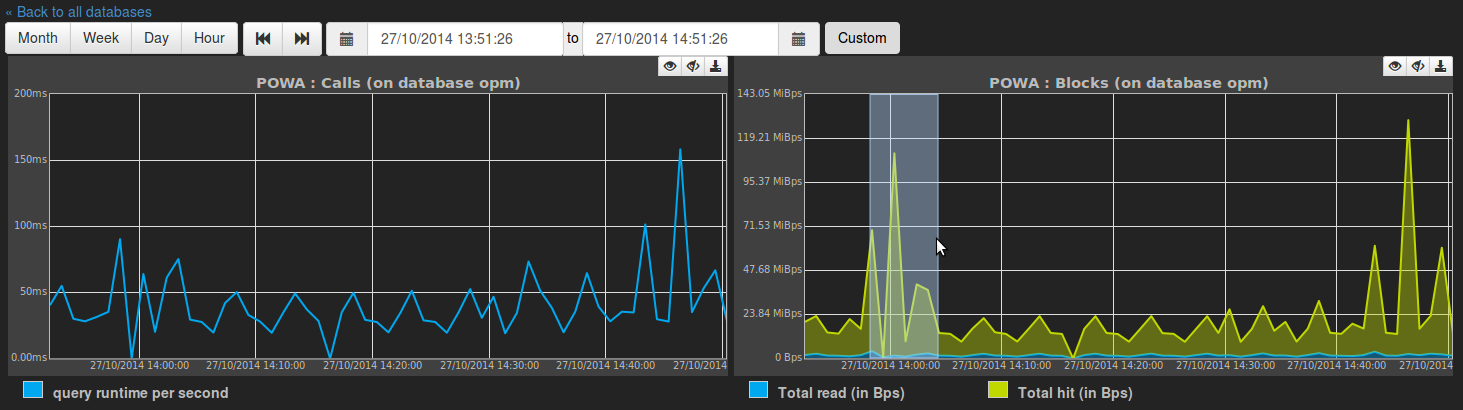 « Back to all databases
Month Week Day Hour 27/10/2014 13:51:26 to 27/10/2014 14:51:26 Custom
POWA : Calls (on database opm)
200ms
150ms
100ms
50ms
0.00ms
27/10/2014 14:00:00 27/10/2014 14:10:00 27/10/2014 14:20:00 27/10/2014 14:30:00 27/10/2014 14:40:00 27/10/2014
query runtime per second
POWA : Blocks (on database opm)
143.05 MiBps
119.21 MiBps
95.37 MiBps
71.53 MiBps
47.68 MiBps
23.84 MiBps
0 Bps
27/10/2014 14:00:00 27/10/2014 14:10:00 27/10/2014 14:20:00 27/10/2014 14:30:00 27/10/2014 14:40:00 27/10/2014
Total read (in Bps) Total hit (in Bps)